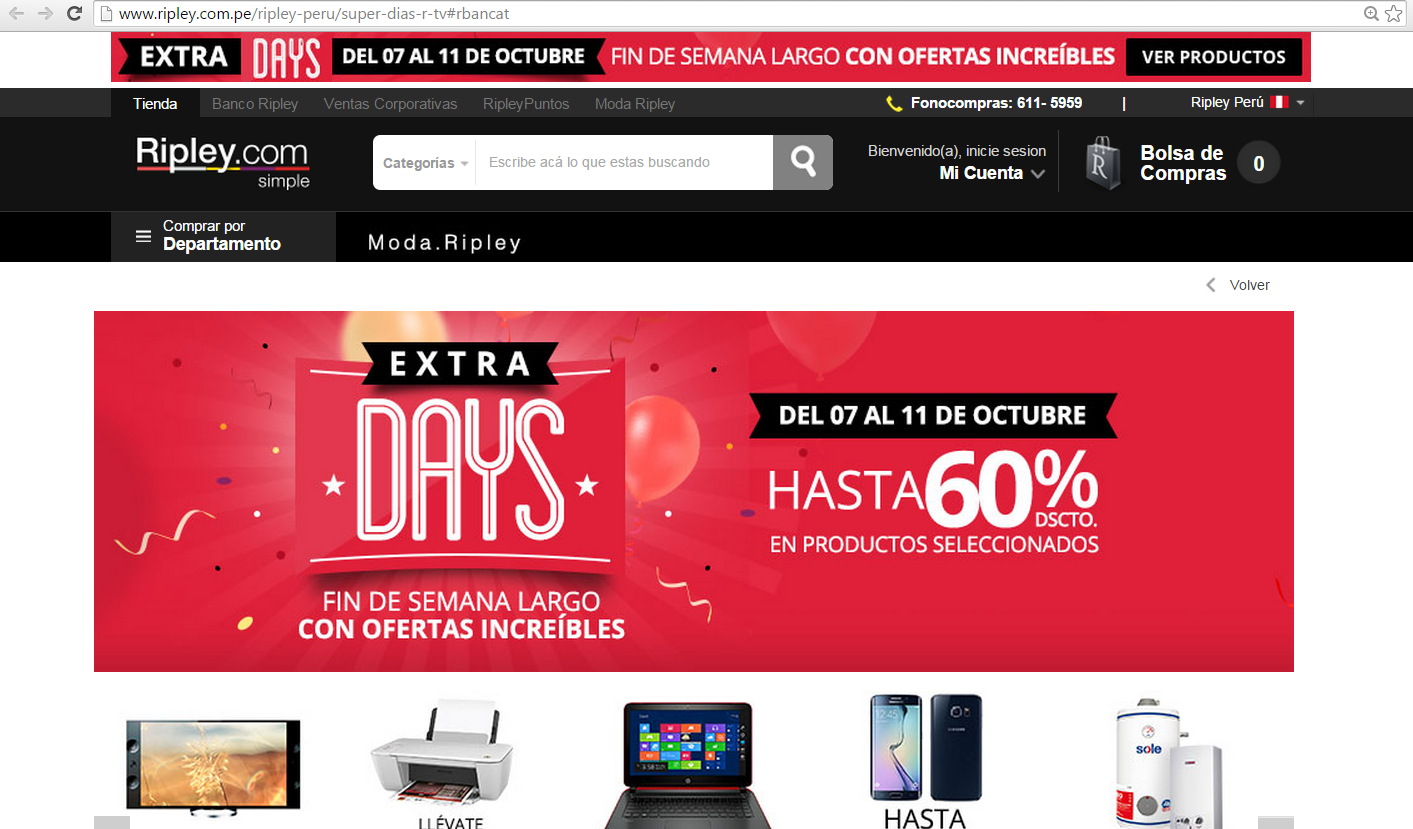 www.ripley.com.pe/ripley-peru/super-dias-r-tv#rbancat
EXTRA DAYS DEL 07 AL 11 DE OCTUBRE FIN DE SEMANA LARGO CON OFERTAS INCREÍBLES VER PRODUCTOS
Tienda Banco Ripley Ventas Corporativas RipleyPuntos Moda Ripley Fonocompras: 611- 5959 | Ripley Perú
Ripley.com
simple
Categorías Escribe acá lo que estas buscando
Bienvenido(a), inicie sesion
Mi Cuenta
R
Bolsa de
Compras
0
Comprar por
Departamento
Moda.Ripley
Volver
EXTRA
DAYS
FIN DE SEMANA LARGO
CON OFERTAS INCREÍBLES
DEL 07 AL 11 DE OCTUBRE
HASTA 60%
DSCTO.
EN PRODUCTOS SELECCIONADOS
sole
LLÉVATE
HASTA